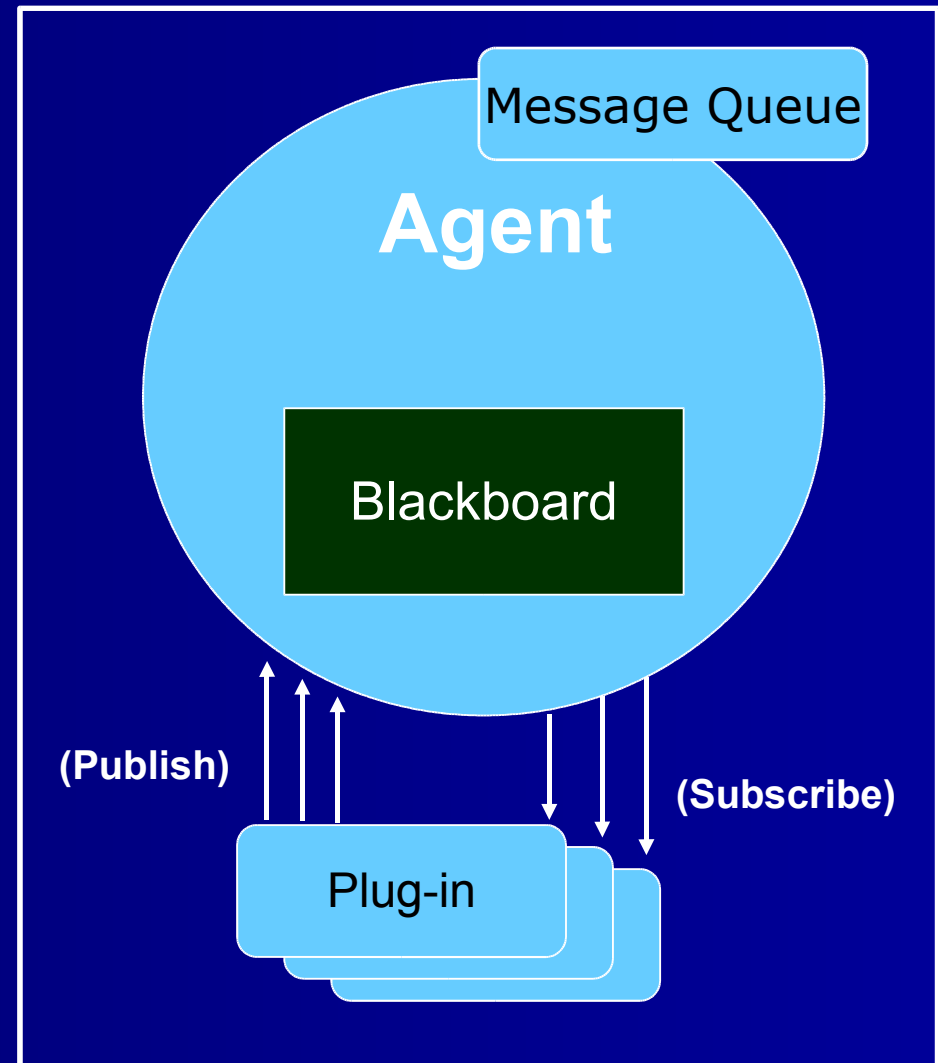 Message Queue
Agent
Blackboard
(Publish)
(Subscribe)
Plug-in